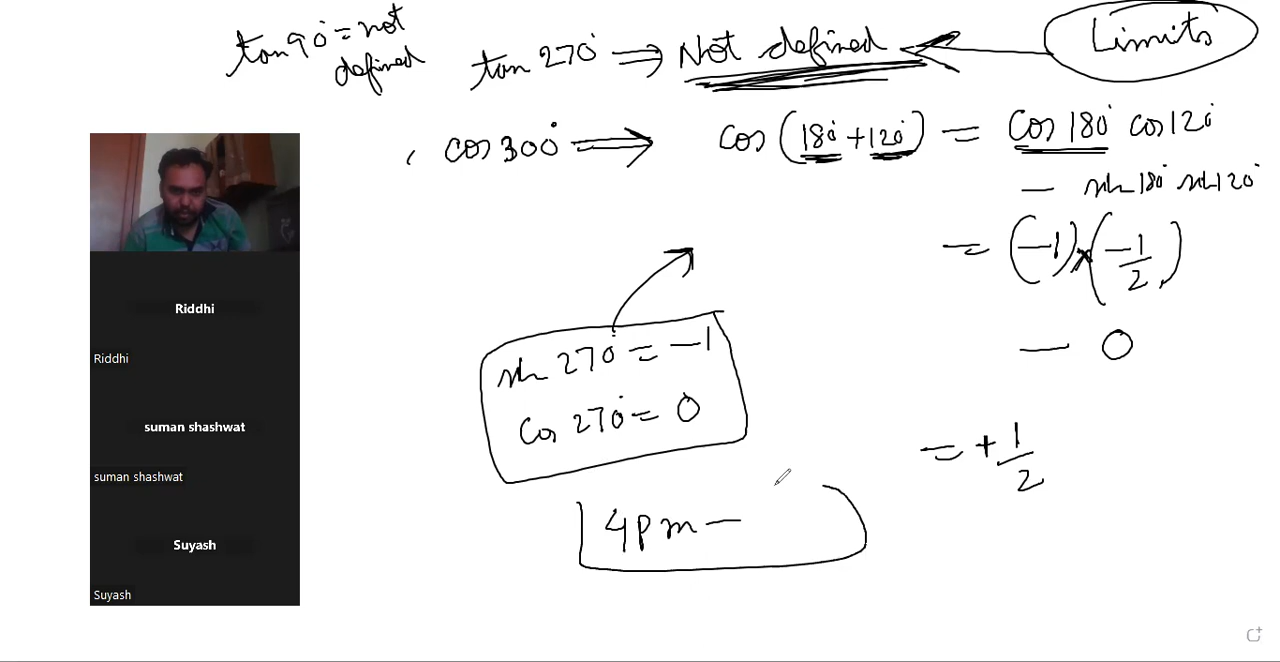 tan 90° = not
defined
tan 270° ⇒ Not defined
Limits
cos 300° ⇒ cos (180° + 120°) = cos 180° cos 120°
— sin 180° sin 120°
= (-1) × (-1/2)
— 0
= + 1/2
sin 270° = -1
cos 270° = 0
4 pm —
Riddhi
Riddhi
suman shashwat
suman shashwat
Suyash
Suyash